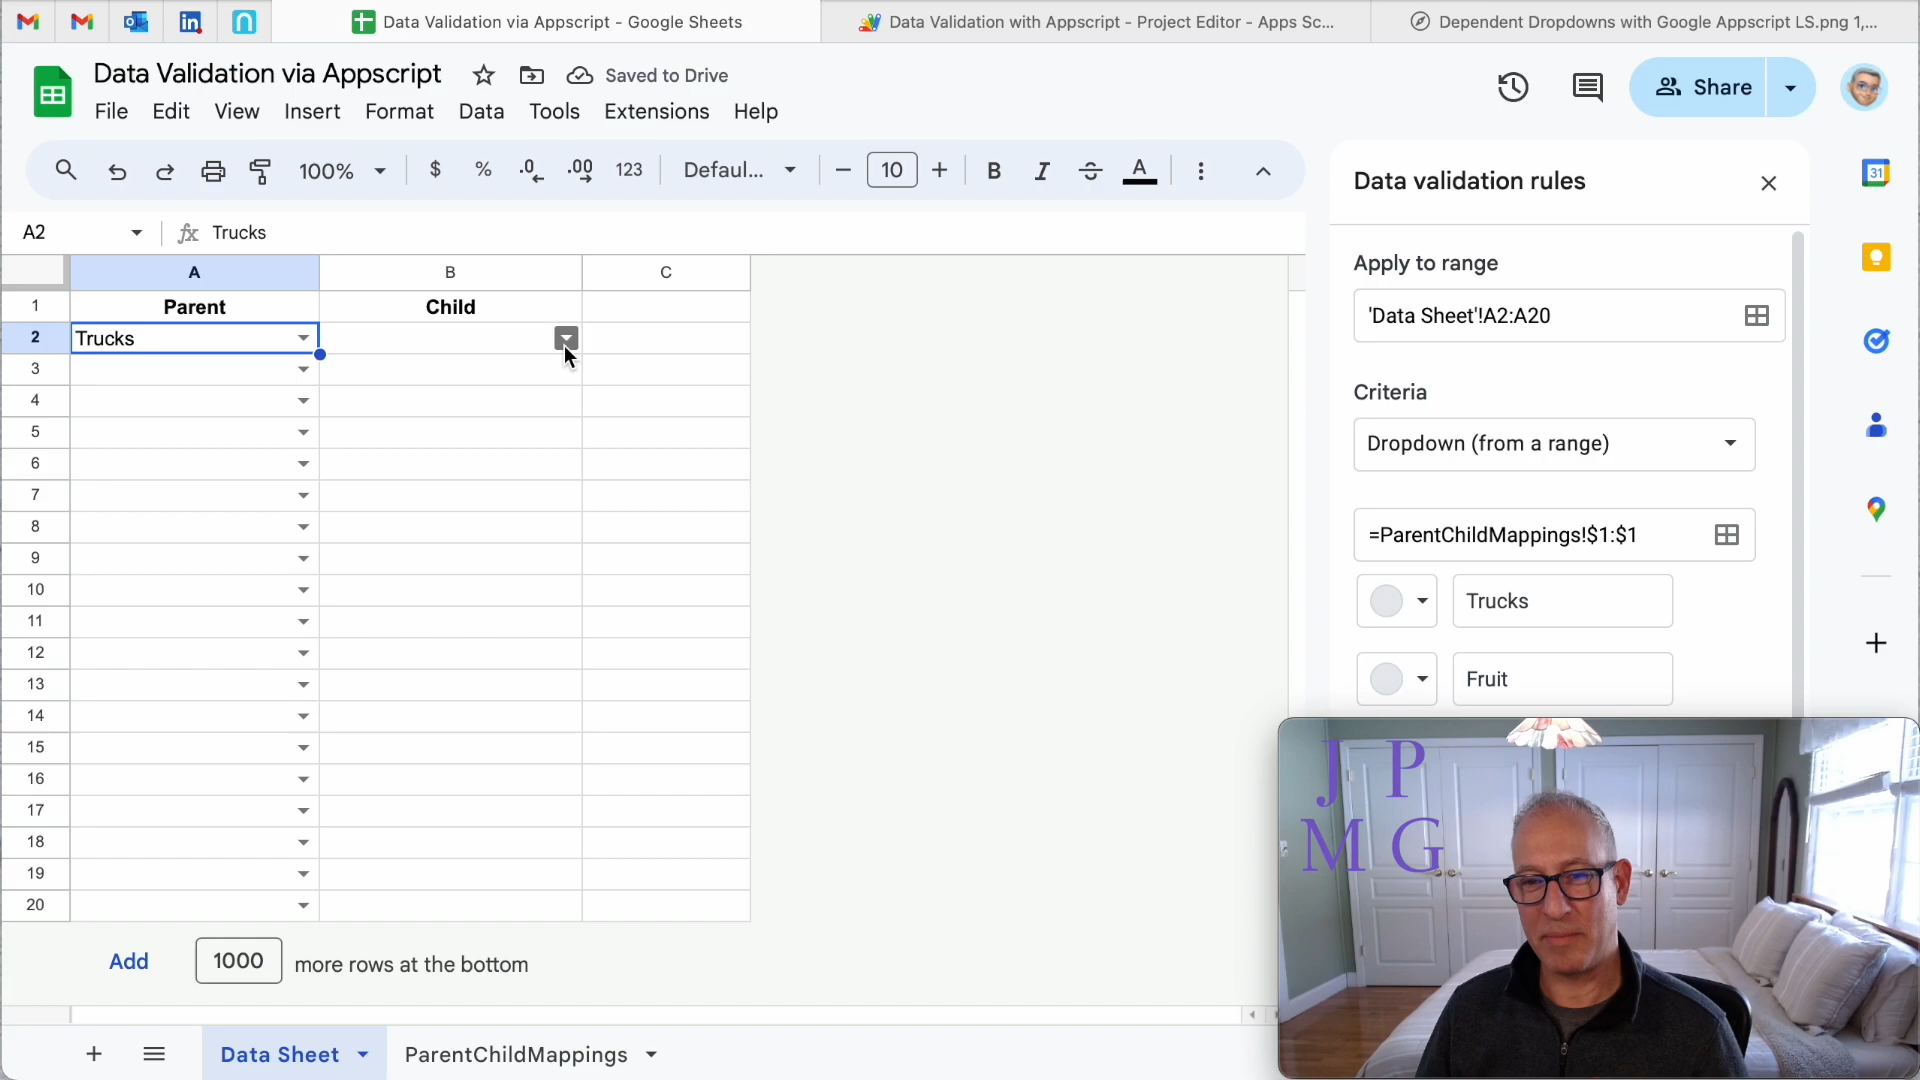 Data Validation via Appscript - Google Sheets
Data Validation with Appscript - Project Editor - Apps Sc...
Dependent Dropdowns with Google Appscript LS.png 1,...
Data Validation via Appscript
Saved to Drive
Share
File Edit View Insert Format Data Tools Extensions Help
100% $ % .0 .00 123 Defaul... 10 B I S A
A2 fx Trucks
A B C
1 Parent Child
2 Trucks
3
4
5
6
7
8
9
10
11
12
13
14
15
16
17
18
19
20
Add 1000 more rows at the bottom
Data Sheet ParentChildMappings
Data validation rules
Apply to range
'Data Sheet'!A2:A20
Criteria
Dropdown (from a range)
=ParentChildMappings!$1:$1
Trucks
Fruit
31
J P
M G